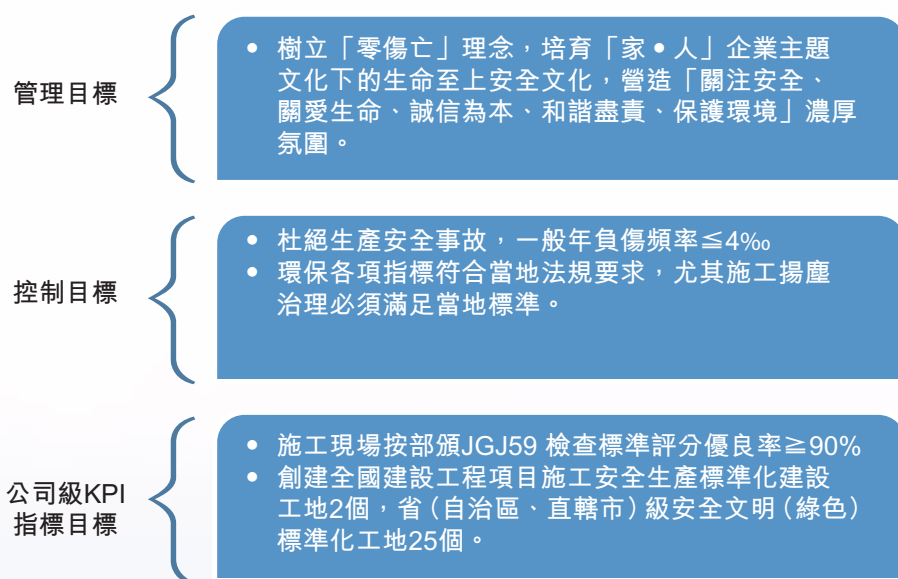 管理目標
• 樹立「零傷亡」理念，培育「家•人」企業主題
文化下的生命至上安全文化，營造「關注安全、
關愛生命、誠信為本、和諧盡責、保護環境」濃厚
氛圍。
控制目標
• 杜絕生產安全事故，一般年負傷頻率≦4‰
• 環保各項指標符合當地法規要求，尤其施工揚塵
治理必須滿足當地標準。
公司級KPI
指標目標
• 施工現場按部頒JGJ59 檢查標準評分優良率≧90%
• 創建全國建設工程項目施工安全生產標準化建設
工地2個，省（自治區、直轄市）級安全文明（綠色）
標準化工地25個。